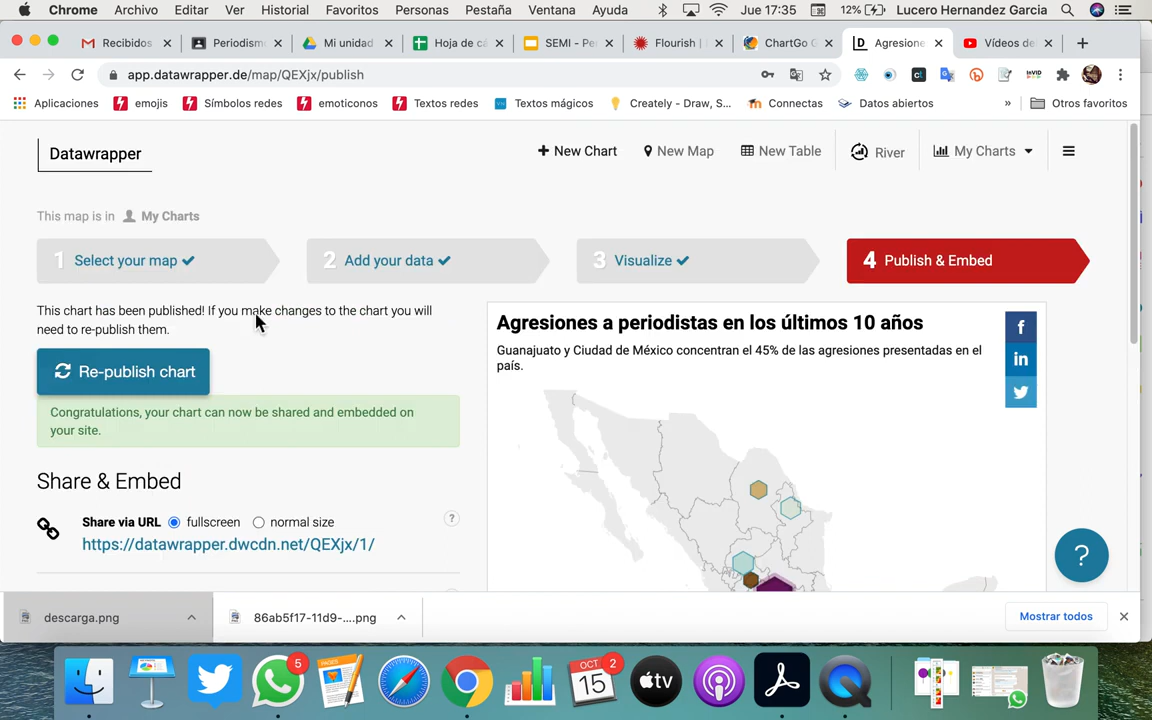 Chrome Archivo Editar Ver Historial Favoritos Personas Pestaña Ventana Ayuda 12% Jue 17:35 Lucero Hernandez Garcia
Recibidos Periodism Mi unidad Hoja de cá SEMI - Pe Flourish | ChartGo G Agresione Vídeos de
app.datawrapper.de/map/QEXjx/publish
Aplicaciones emojis Símbolos redes emoticonos Textos redes Textos mágicos Creately - Draw, S... Connectas Datos abiertos » Otros favoritos
Datawrapper + New Chart New Map New Table River My Charts
This map is in My Charts
1 Select your map 2 Add your data 3 Visualize 4 Publish & Embed
This chart has been published! If you make changes to the chart you will
need to re-publish them.
Re-publish chart
Congratulations, your chart can now be shared and embedded on
your site.
Share & Embed
Share via URL fullscreen normal size ?
https://datawrapper.dwcdn.net/QEXjx/1/
Agresiones a periodistas en los últimos 10 años
Guanajuato y Ciudad de México concentran el 45% de las agresiones presentadas en el
país.
f
in
?
descarga.png 86ab5f17-11d9-....png Mostrar todos
5 PAGES OCT 2 15 tv